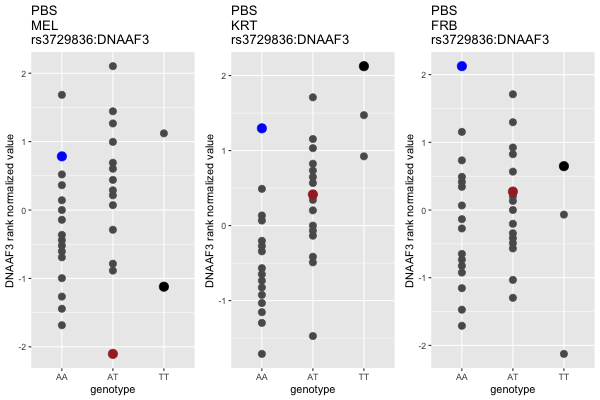 PBS
MEL
rs3729836:DNAAF3
DNAAF3 rank normalized value
2
1
0
-1
-2
AA AT TT
genotype
PBS
KRT
rs3729836:DNAAF3
DNAAF3 rank normalized value
2
1
0
-1
AA AT TT
genotype
PBS
FRB
rs3729836:DNAAF3
DNAAF3 rank normalized value
2
1
0
-1
-2
AA AT TT
genotype